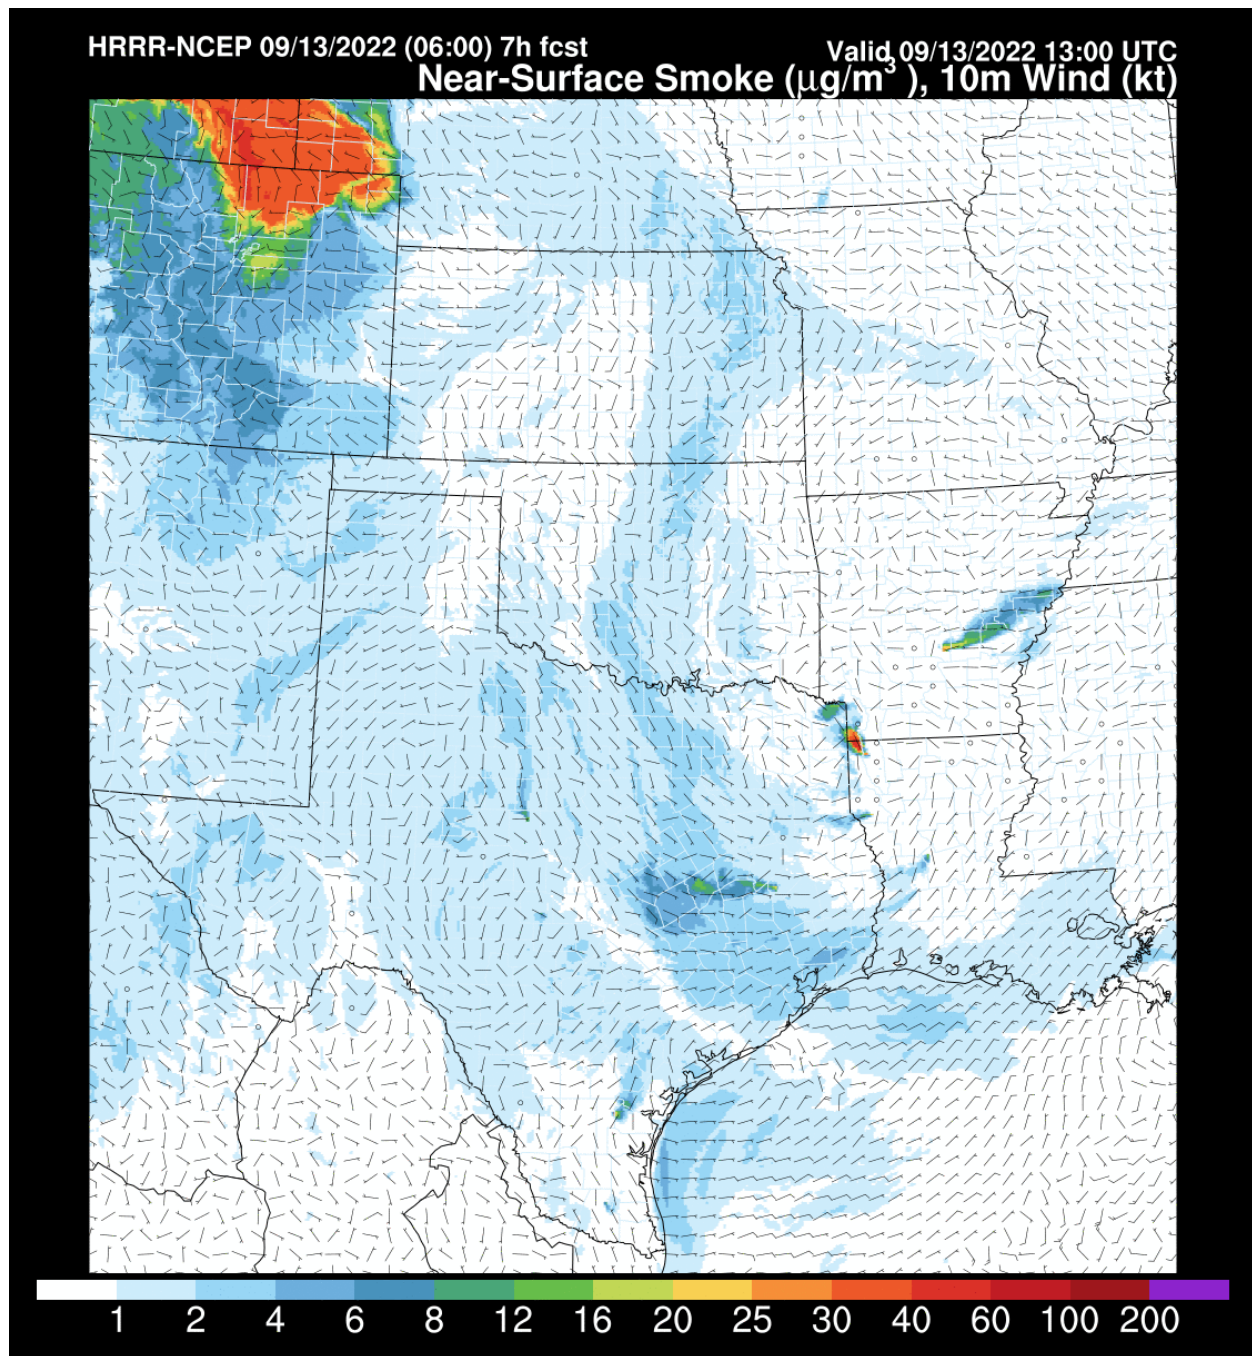 HRRR-NCEP 09/13/2022 (06:00) 7h fcst
Valid 09/13/2022 13:00 UTC
Near-Surface Smoke (μg/m³ ), 10m Wind (kt)
1 2 4 6 8 12 16 20 25 30 40 60 100 200